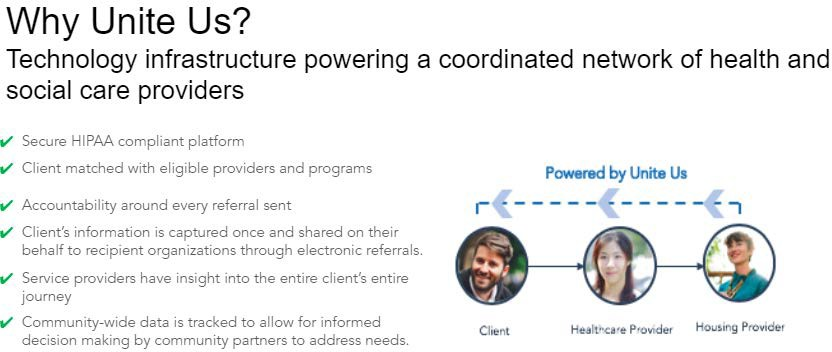 Why Unite Us?
Technology infrastructure powering a coordinated network of health and
social care providers
Secure HIPAA compliant platform
Client matched with eligible providers and programs
Accountability around every referral sent
Client's information is captured once and shared on their
behalf to recipient organizations through electronic referrals.
Service providers have insight into the entire client's entire
journey
Community-wide data is tracked to allow for informed
decision making by community partners to address needs.
Powered by Unite Us
Client
Healthcare Provider
Housing Provider